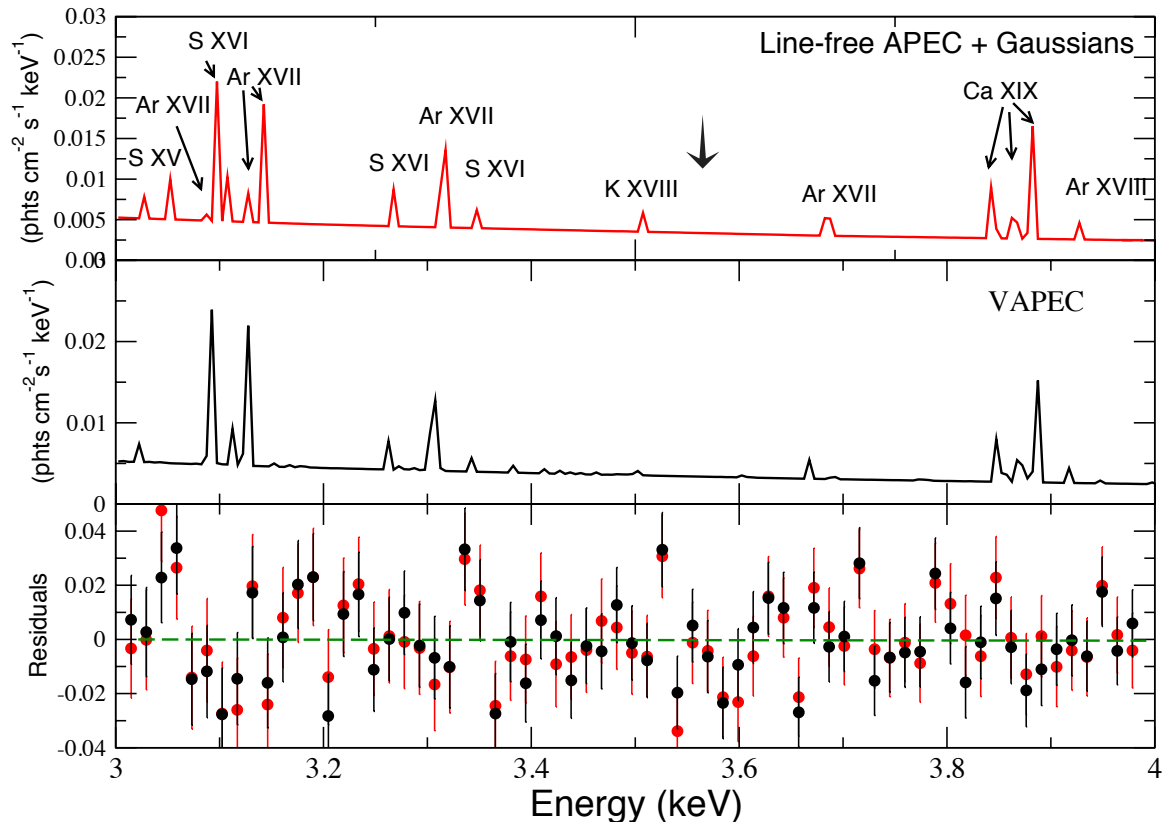 0.03
Line-free APEC + Gaussians
S XVI
0.025
Ar XVII
Ca XIX
0.02
Ar XVII
Ar XVII
0.015
S XV
S XVI
S XVI
0.01
K XVIII
Ar XVII
Ar XVIII
0.005
(phts cm⁻² s⁻¹ keV⁻¹)
0.03
0
VAPEC
0.02
0.01
(phts cm⁻²s⁻¹ keV⁻¹)
0
0.04
0.02
0
-0.02
-0.04
Residuals
3 3.2 3.4 3.6 3.8 4
Energy (keV)